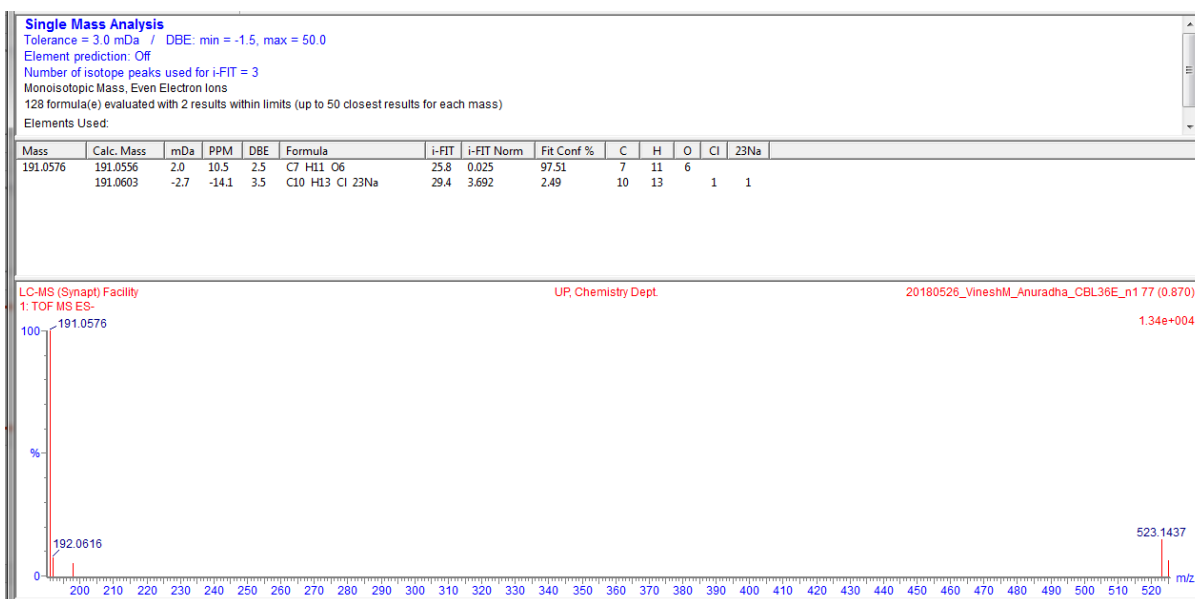 Single Mass Analysis
Tolerance = 3.0 mDa / DBE: min = -1.5, max = 50.0
Element prediction: Off
Number of isotope peaks used for i-FIT = 3
Monoisotopic Mass, Even Electron Ions
128 formula(e) evaluated with 2 results within limits (up to 50 closest results for each mass)
Elements Used:
Mass Calc. Mass mDa PPM DBE Formula i-FIT i-FIT Norm Fit Conf % C H O Cl 23Na
191.0576 191.0556 2.0 10.5 2.5 C7 H11 O6 25.8 0.025 97.51 7 11 6
191.0603 -2.7 -14.1 3.5 C10 H13 Cl 23Na 29.4 3.692 2.49 10 13 1 1
LC-MS (Synapt) Facility UP, Chemistry Dept. 20180526_VineshM_Anuradha_CBL36E_n1 77 (0.870)
1: TOF MS ES-
1.34e+004
100
191.0576
%
523.1437
192.0616
0
200 210 220 230 240 250 260 270 280 290 300 310 320 330 340 350 360 370 380 390 400 410 420 430 440 450 460 470 480 490 500 510 520 m/z